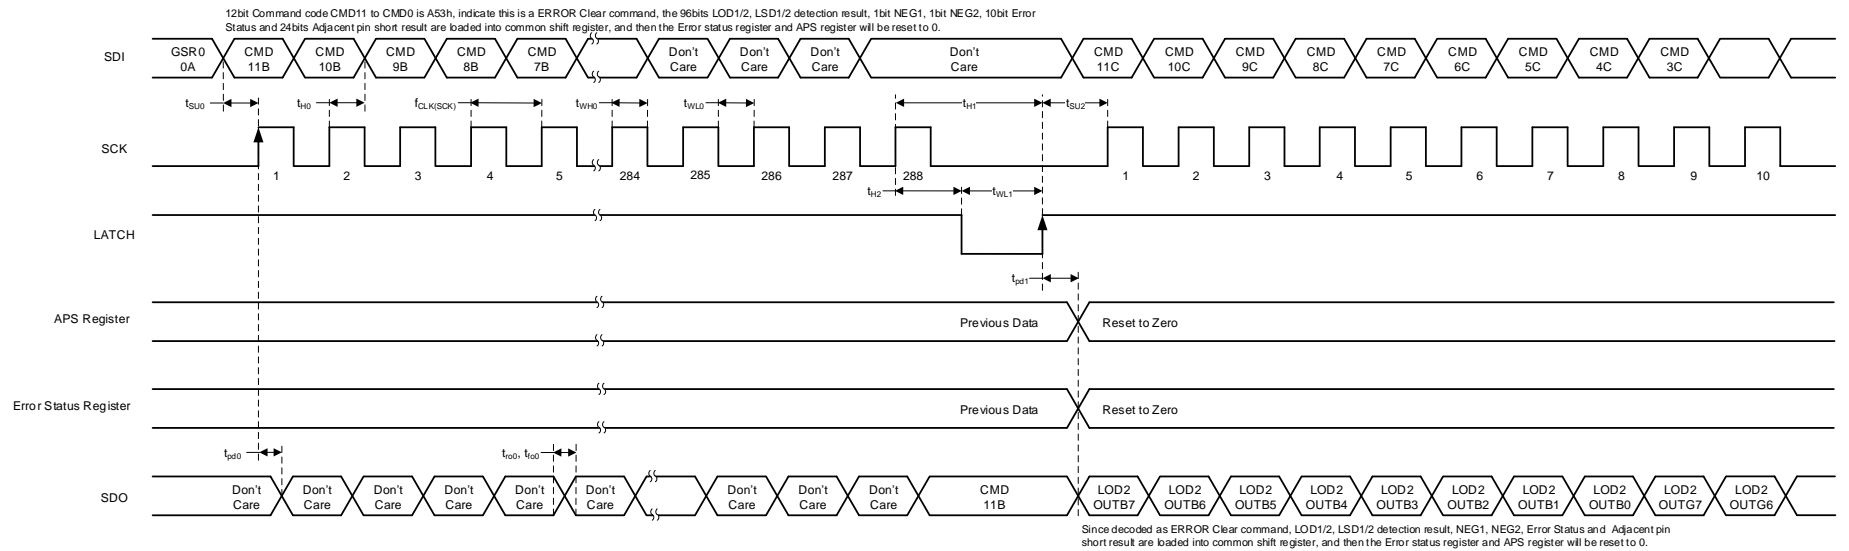 12bit Command code CMD11 to CMD0 is A53h, indicate this is a ERROR Clear command, the 96bits LOD1/2, LSD1/2 detection result, 1bit NEG1, 1bit NEG2, 10bit Error
Status and 24bits Adjacent pin short result are loaded into common shift register, and then the Error status register and APS register will be reset to 0.
SDI
GSR0 0A
CMD 11B
CMD 10B
CMD 9B
CMD 8B
CMD 7B
Don't Care
Don't Care
Don't Care
Don't Care
CMD 11C
CMD 10C
CMD 9C
CMD 8C
CMD 7C
CMD 6C
CMD 5C
CMD 4C
CMD 3C
tSU0
tH0
fCLK(SCK)
tWH0
tWL0
tH1
tSU2
SCK
1 2 3 4 5 284 285 286 287 288 1 2 3 4 5 6 7 8 9 10
tH2
tWL1
LATCH
tpd1
APS Register
Previous Data
Reset to Zero
Error Status Register
Previous Data
Reset to Zero
tpd0
tro0, tfo0
SDO
Don't Care
Don't Care
Don't Care
Don't Care
Don't Care
Don't Care
Don't Care
Don't Care
Don't Care
CMD 11B
LOD2 OUTB7
LOD2 OUTB6
LOD2 OUTB5
LOD2 OUTB4
LOD2 OUTB3
LOD2 OUTB2
LOD2 OUTB1
LOD2 OUTB0
LOD2 OUTG7
LOD2 OUTG6
Since decoded as ERROR Clear command, LOD1/2, LSD1/2 detection result, NEG1, NEG2, Error Status and Adjacent pin
short result are loaded into common shift register, and then the Error status register and APS register will be reset to 0.